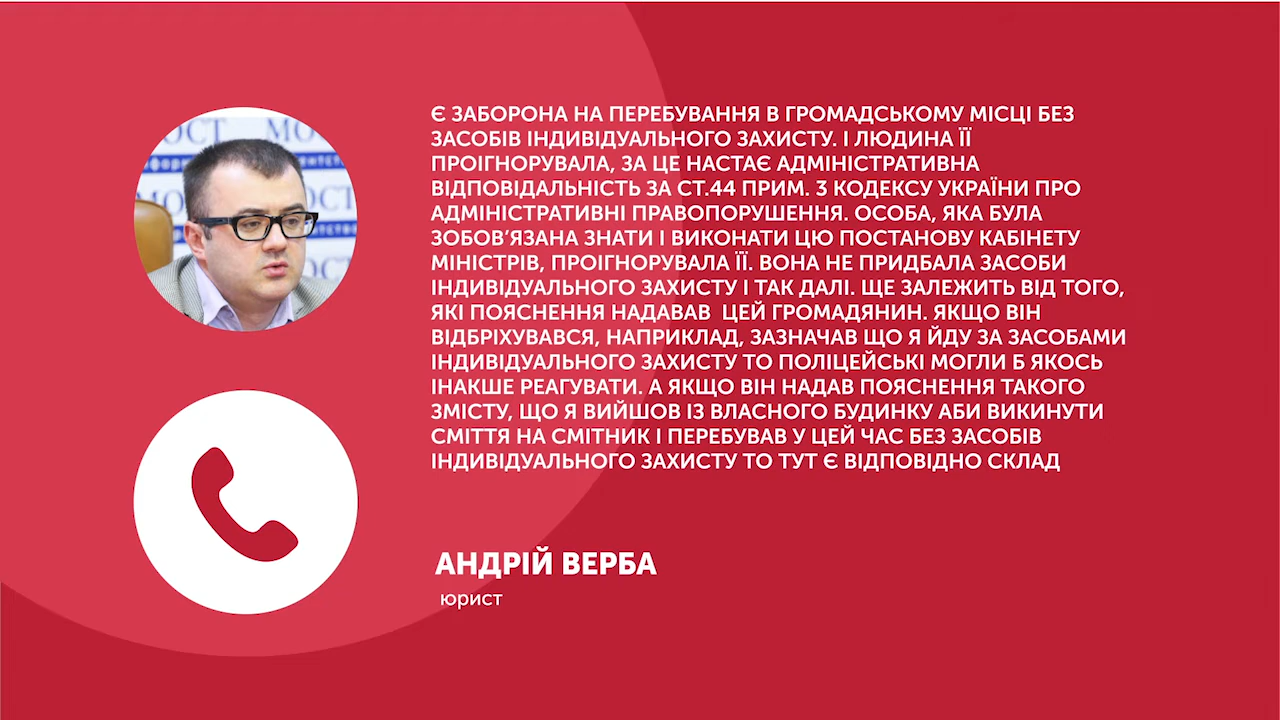 МОСТ МО
нформ гентств
ОСТ
Є ЗАБОРОНА НА ПЕРЕБУВАННЯ В ГРОМАДСЬКОМУ МІСЦІ БЕЗ
ЗАСОБІВ ІНДИВІДУАЛЬНОГО ЗАХИСТУ. І ЛЮДИНА ЇЇ
ПРОІГНОРУВАЛА, ЗА ЦЕ НАСТАЄ АДМІНІСТРАТИВНА
ВІДПОВІДАЛЬНІСТЬ ЗА СТ.44 ПРИМ. 3 КОДЕКСУ УКРАЇНИ ПРО
АДМІНІСТРАТИВНІ ПРАВОПОРУШЕННЯ. ОСОБА, ЯКА БУЛА
ЗОБОВ’ЯЗАНА ЗНАТИ І ВИКОНАТИ ЦЮ ПОСТАНОВУ КАБІНЕТУ
МІНІСТРІВ, ПРОІГНОРУВАЛА ЇЇ. ВОНА НЕ ПРИДБАЛА ЗАСОБИ
ІНДИВІДУАЛЬНОГО ЗАХИСТУ І ТАК ДАЛІ. ЩЕ ЗАЛЕЖИТЬ ВІД ТОГО,
ЯКІ ПОЯСНЕННЯ НАДАВАВ ЦЕЙ ГРОМАДЯНИН. ЯКЩО ВІН
ВІДБРІХУВАВСЯ, НАПРИКЛАД, ЗАЗНАЧАВ ЩО Я ЙДУ ЗА ЗАСОБАМИ
ІНДИВІДУАЛЬНОГО ЗАХИСТУ ТО ПОЛІЦЕЙСЬКІ МОГЛИ Б ЯКОСЬ
ІНАКШЕ РЕАГУВАТИ. А ЯКЩО ВІН НАДАВ ПОЯСНЕННЯ ТАКОГО
ЗМІСТУ, ЩО Я ВИЙШОВ ІЗ ВЛАСНОГО БУДИНКУ АБИ ВИКИНУТИ
СМІТТЯ НА СМІТНИК І ПЕРЕБУВАВ У ЦЕЙ ЧАС БЕЗ ЗАСОБІВ
ІНДИВІДУАЛЬНОГО ЗАХИСТУ ТО ТУТ Є ВІДПОВІДНО СКЛАД
АНДРІЙ ВЕРБА
юрист